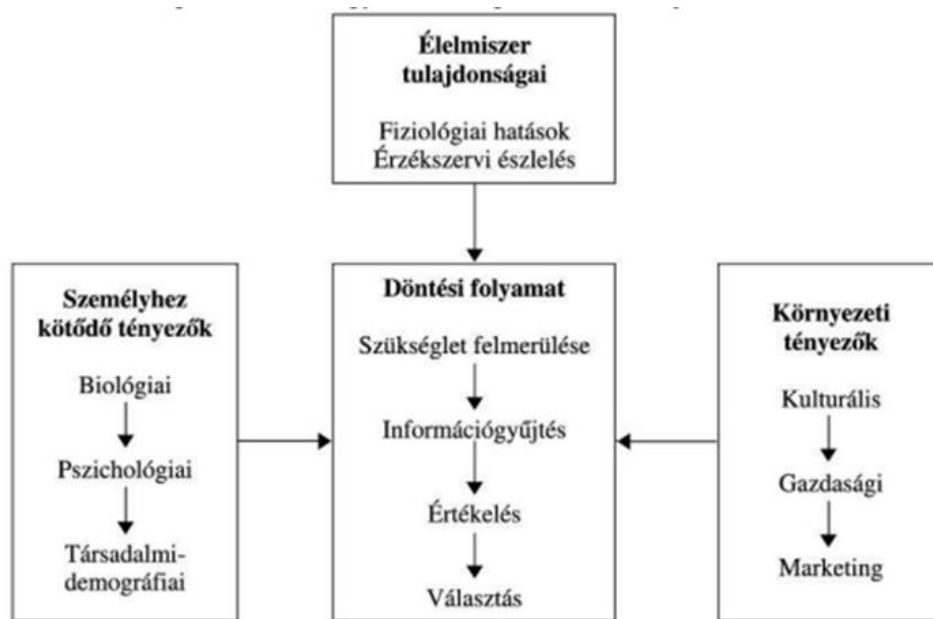 Élelmiszer
tulajdonságai
Fiziológiai hatások
Érzékszervi észlelés
Személyhez
kötődő tényezők
Biológiai
Pszichológiai
Társadalmi-
demográfiai
Döntési folyamat
Szükséglet felmerülése
Információgyűjtés
Értékelés
Választás
Környezeti
tényezők
Kulturális
Gazdasági
Marketing